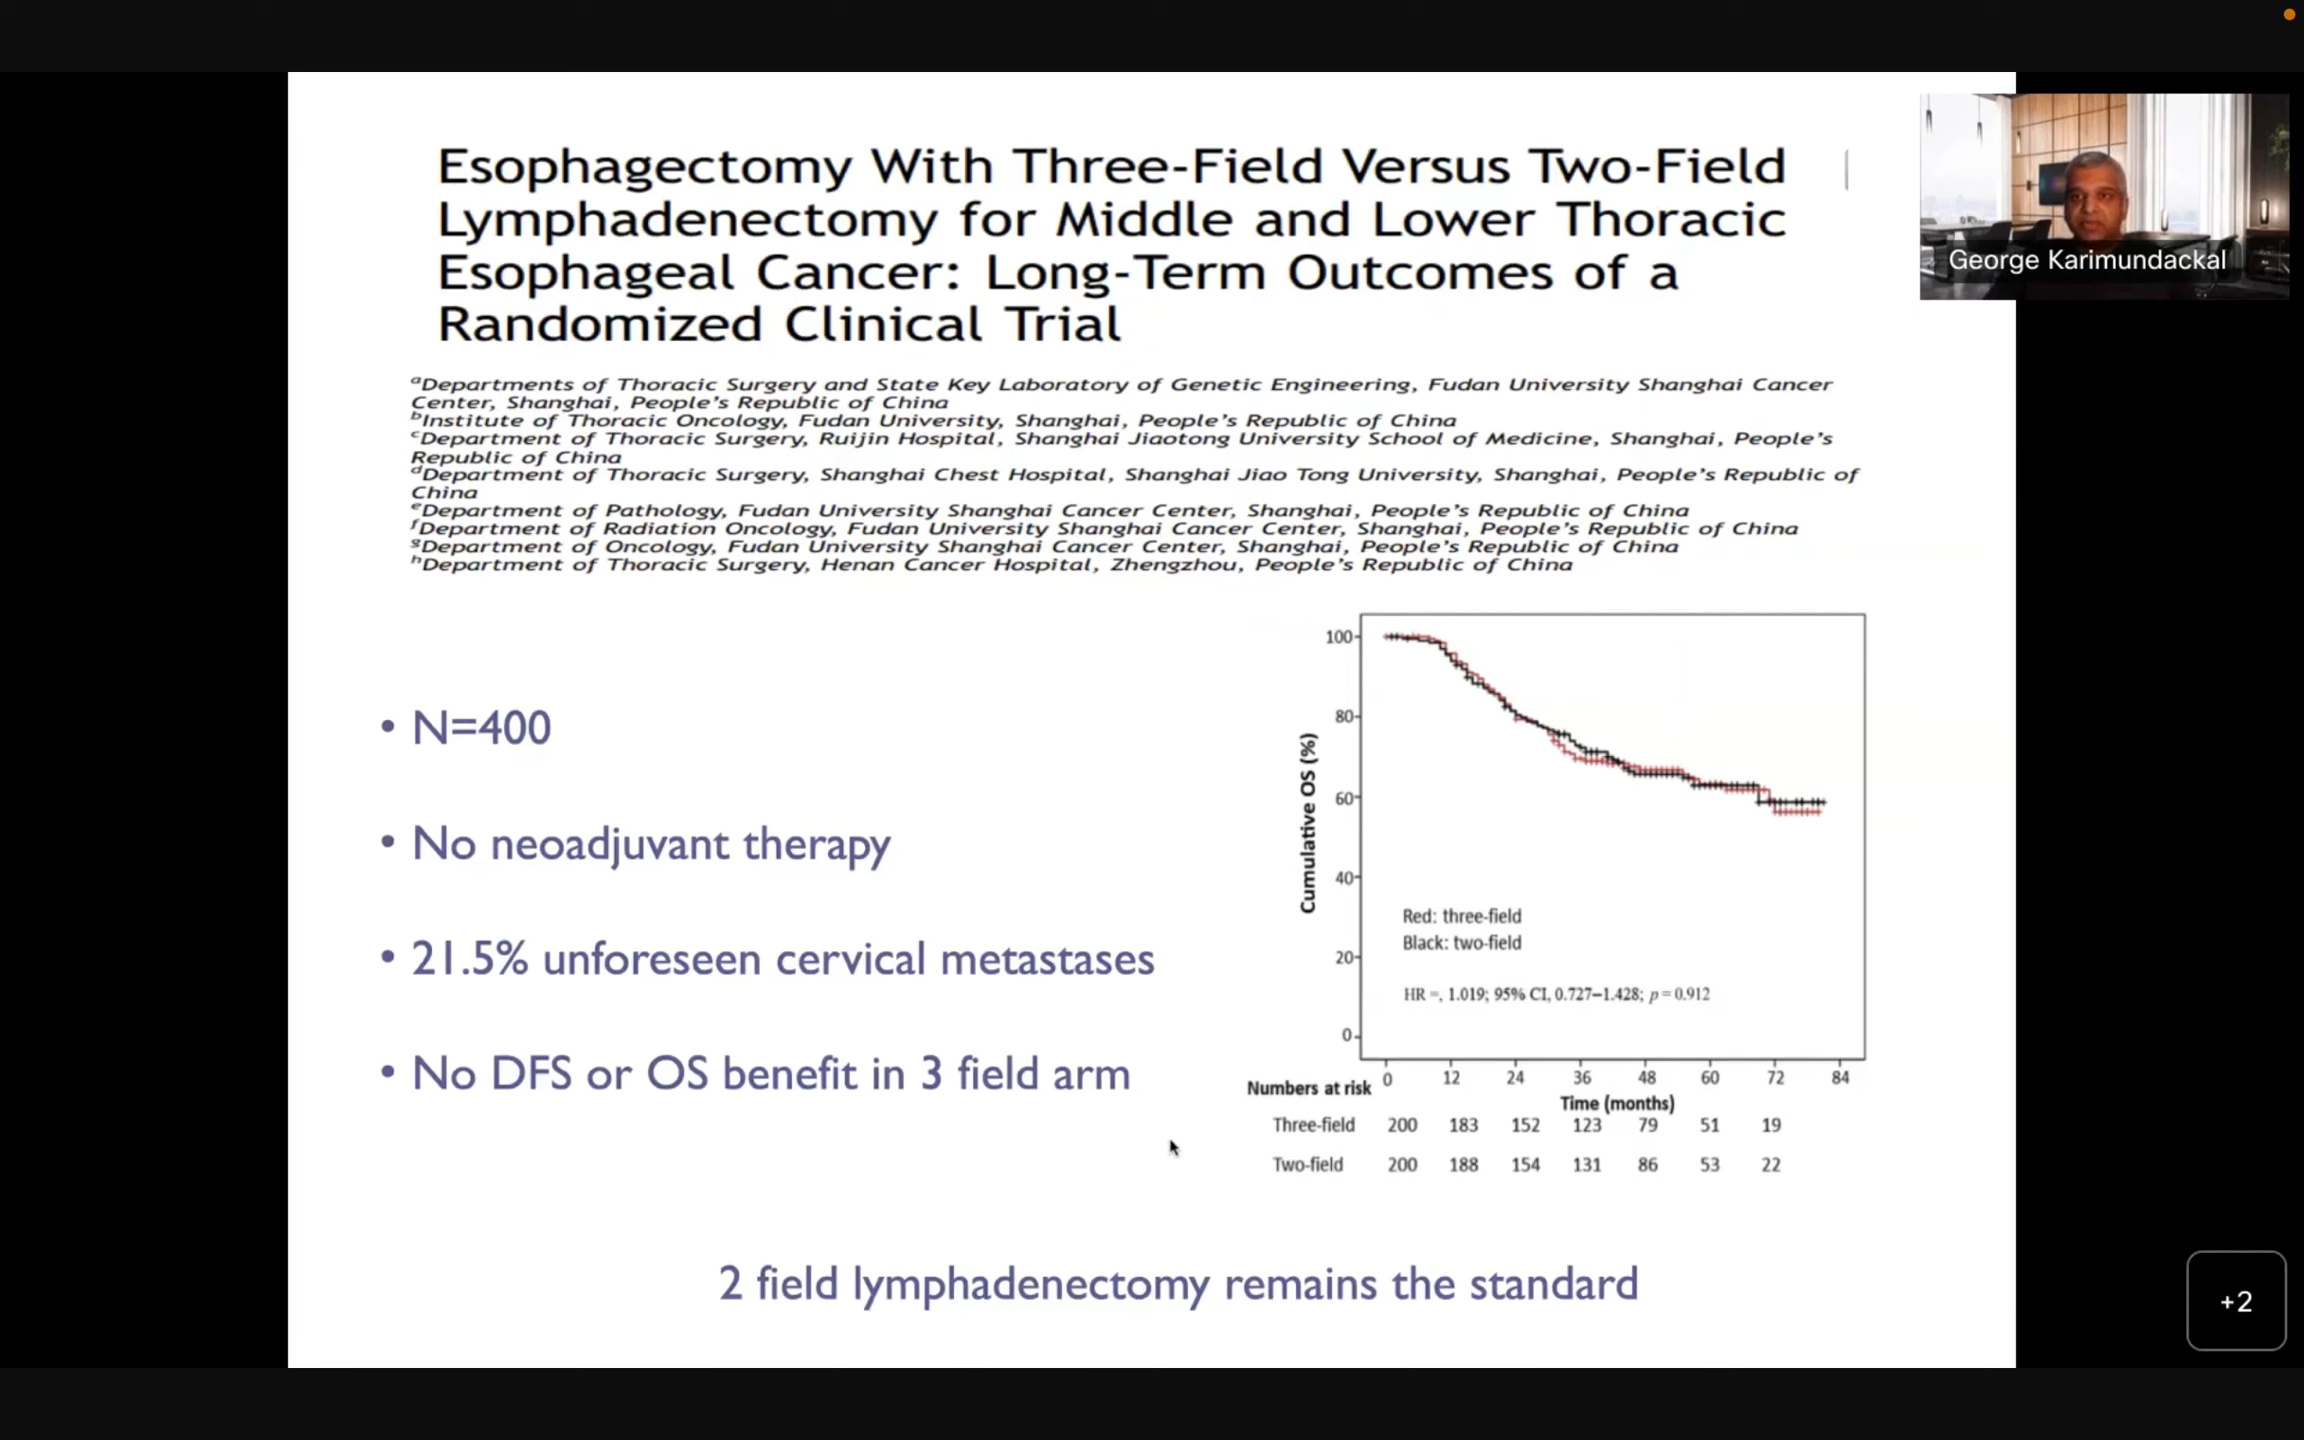 Esophagectomy With Three-Field Versus Two-Field
Lymphadenectomy for Middle and Lower Thoracic
Esophageal Cancer: Long-Term Outcomes of a
Randomized Clinical Trial
George Karimundackal
aDepartments of Thoracic Surgery and State Key Laboratory of Genetic Engineering, Fudan University Shanghai Cancer
Center, Shanghai, People's Republic of China
bInstitute of Thoracic Oncology, Fudan University, Shanghai, People's Republic of China
cDepartment of Thoracic Surgery, Ruijin Hospital, Shanghai Jiaotong University School of Medicine, Shanghai, People's
Republic of China
dDepartment of Thoracic Surgery, Shanghai Chest Hospital, Shanghai Jiao Tong University, Shanghai, People's Republic of
China
eDepartment of Pathology, Fudan University Shanghai Cancer Center, Shanghai, People's Republic of China
fDepartment of Radiation Oncology, Fudan University Shanghai Cancer Center, Shanghai, People's Republic of China
gDepartment of Oncology, Fudan University Shanghai Cancer Center, Shanghai, People's Republic of China
hDepartment of Thoracic Surgery, Henan Cancer Hospital, Zhengzhou, People's Republic of China
• N=400
• No neoadjuvant therapy
• 21.5% unforeseen cervical metastases
• No DFS or OS benefit in 3 field arm
Cumulative OS (%)
100
80
60
40
20
0
Red: three-field
Black: two-field
HR =, 1.019; 95% CI, 0.727–1.428; p = 0.912
0 12 24 36 48 60 72 84
Time (months)
Numbers at risk
Three-field 200 183 152 123 79 51 19
Two-field 200 188 154 131 86 53 22
2 field lymphadenectomy remains the standard
+2